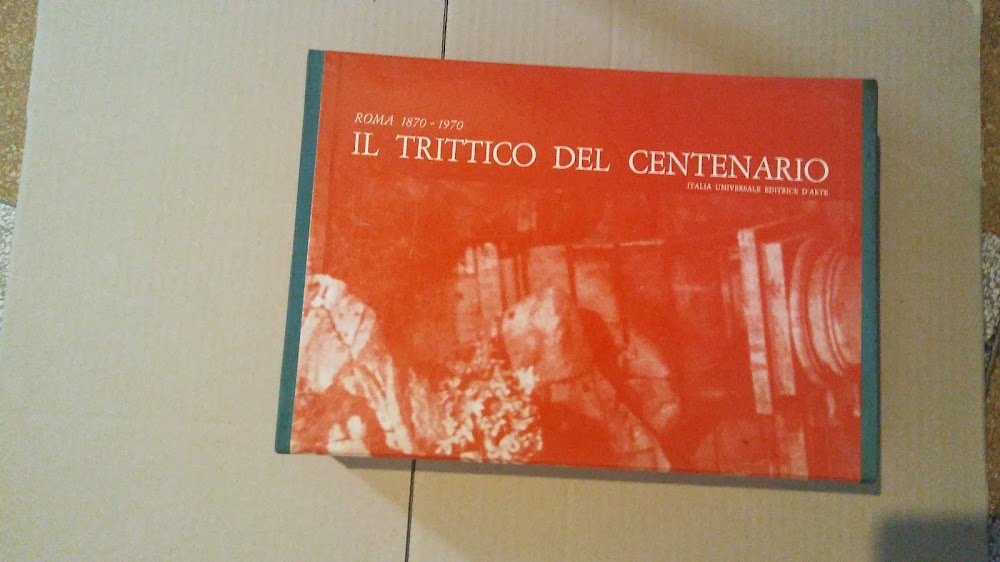 ROMA 1870-1970
IL TRITTICO DEL CENTENARIO
ITALIA UNIVERSALE EDITRICE D'ARTE